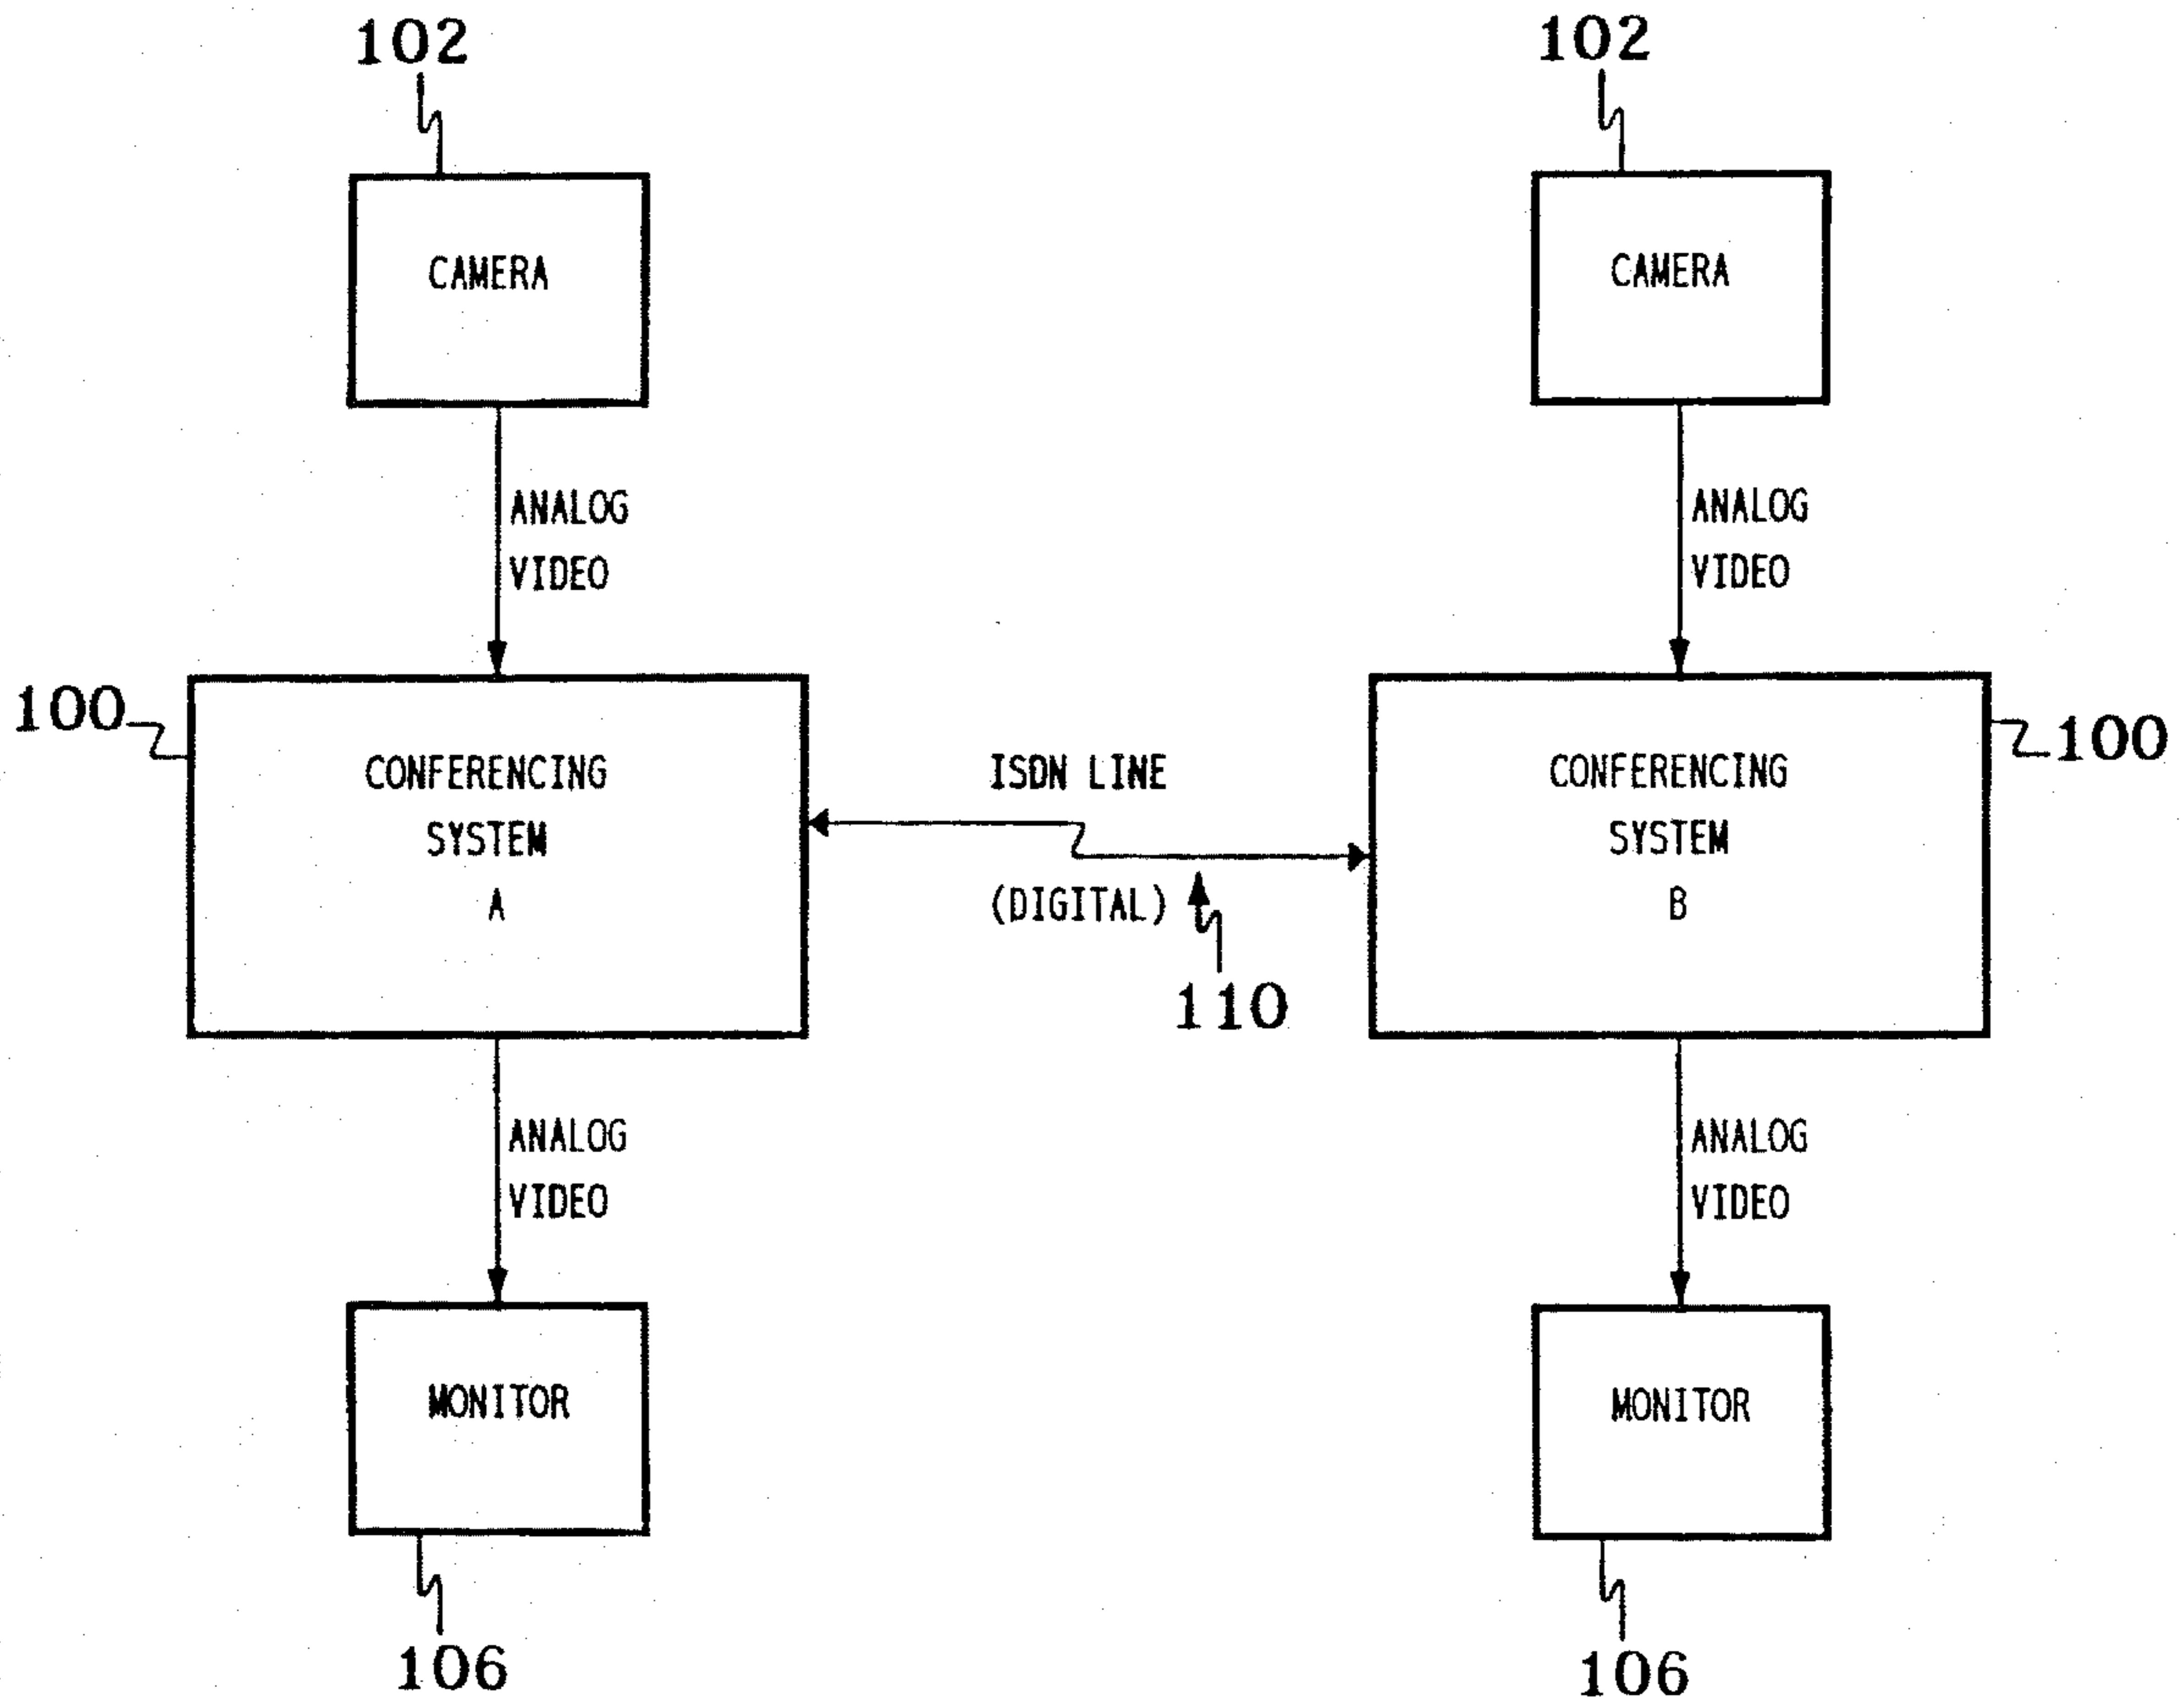 102
102
CAMERA
CAMERA
ANALOG
VIDEO
ANALOG
VIDEO
100
CONFERENCING
SYSTEM
A
ISDN LINE
(DIGITAL)
110
CONFERENCING
SYSTEM
B
100
ANALOG
VIDEO
ANALOG
VIDEO
MONITOR
MONITOR
106
106